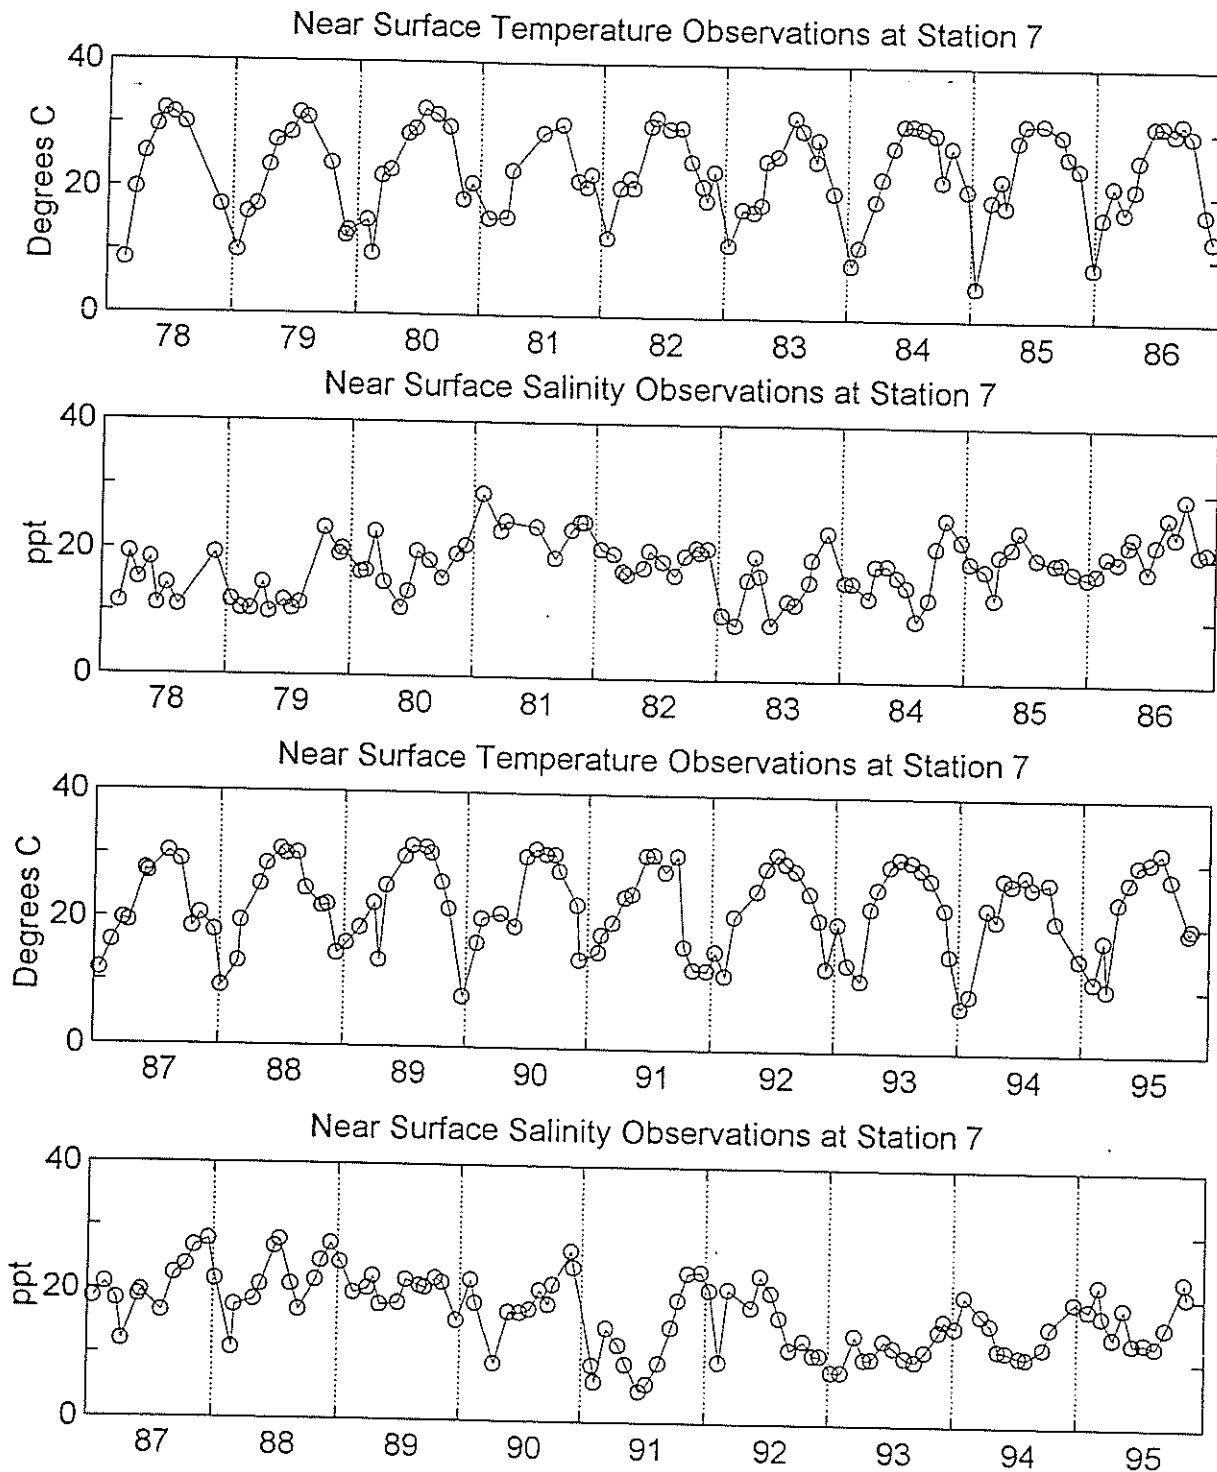 Near Surface Temperature Observations at Station 7
40
20
0
Degrees C
78 79 80 81 82 83 84 85 86
Near Surface Salinity Observations at Station 7
40
20
0
ppt
78 79 80 81 82 83 84 85 86
Near Surface Temperature Observations at Station 7
40
20
0
Degrees C
87 88 89 90 91 92 93 94 95
Near Surface Salinity Observations at Station 7
40
20
0
ppt
87 88 89 90 91 92 93 94 95